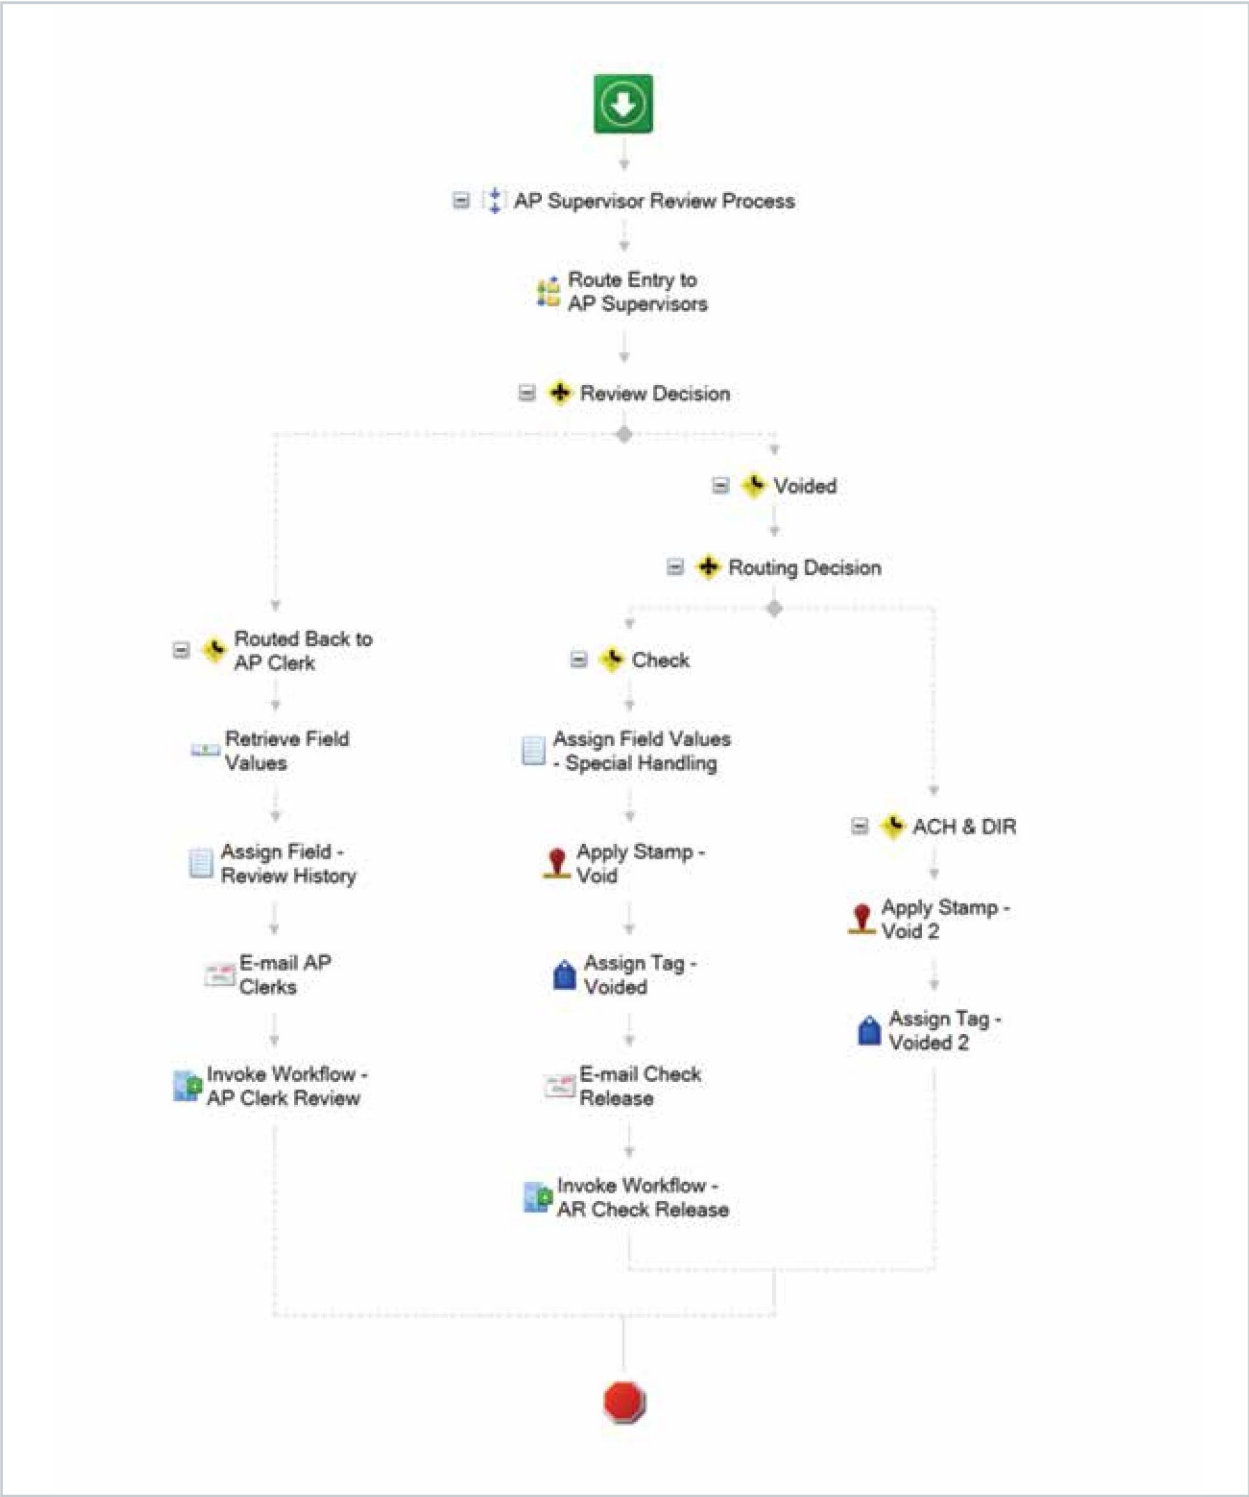 AP Supervisor Review Process
Route Entry to
AP Supervisors
Review Decision
Voided
Routing Decision
Routed Back to
AP Clerk
Retrieve Field
Values
Assign Field -
Review History
E-mail AP
Clerks
Invoke Workflow -
AP Clerk Review
Check
Assign Field Values
- Special Handling
Apply Stamp -
Void
Assign Tag -
Voided
E-mail Check
Release
Invoke Workflow -
AR Check Release
ACH & DIR
Apply Stamp -
Void 2
Assign Tag -
Voided 2